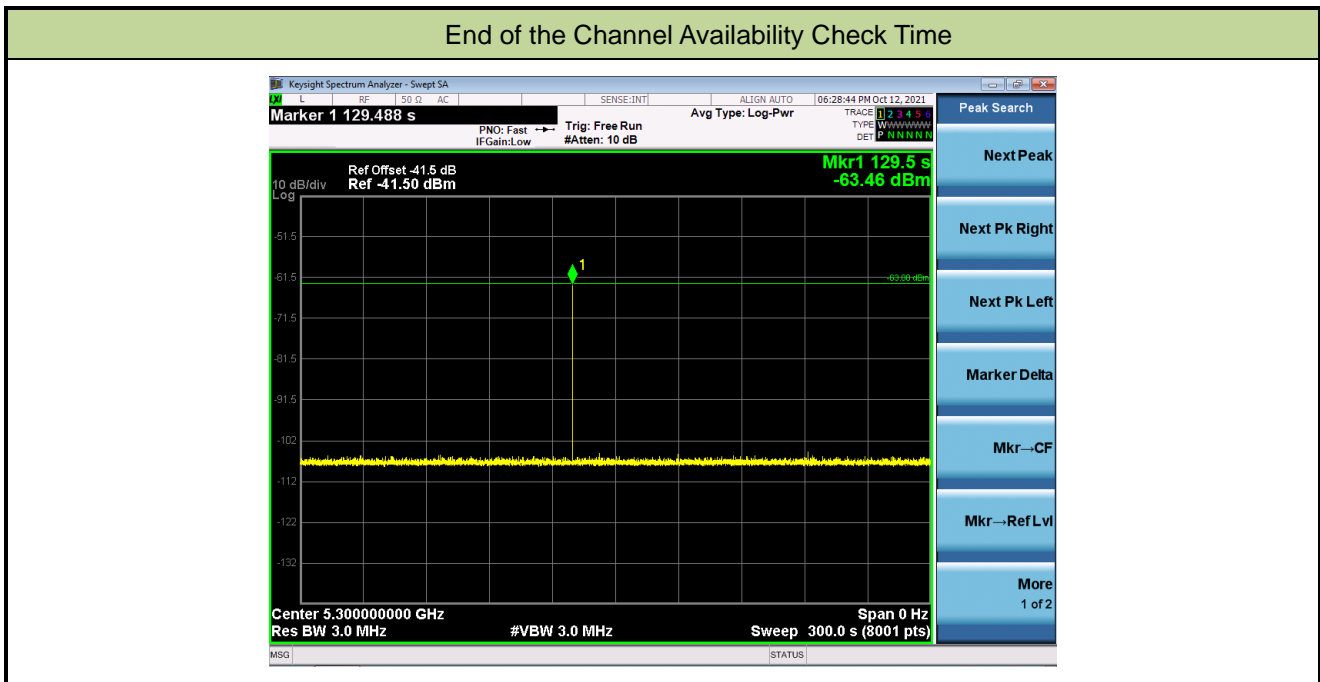 End of the Channel Availability Check Time
Keysight Spectrum Analyzer - Swept SA
LXI L RF 50 Ω AC SENSE:INT ALIGN AUTO 06:28:44 PM Oct 12, 2021
Marker 1 129.488 s
PNO: Fast
IFGain:Low
Trig: Free Run
#Atten: 10 dB
Avg Type: Log-Pwr
TRACE 1 2 3 4 5 6
TYPE WWWWWW
DET P N N N N N
Peak Search
Ref Offset -41.5 dB
10 dB/div Ref -41.50 dBm
Log
Mkr1 129.5 s
-63.46 dBm
-51.5
-61.5
-71.5
-81.5
-91.5
-102
-112
-122
-132
1
-63.00 dBm
Center 5.300000000 GHz
Span 0 Hz
Res BW 3.0 MHz
#VBW 3.0 MHz
Sweep 300.0 s (8001 pts)
MSG
STATUS
Next Peak
Next Pk Right
Next Pk Left
Marker Delta
Mkr→CF
Mkr→Ref Lvl
More
1 of 2